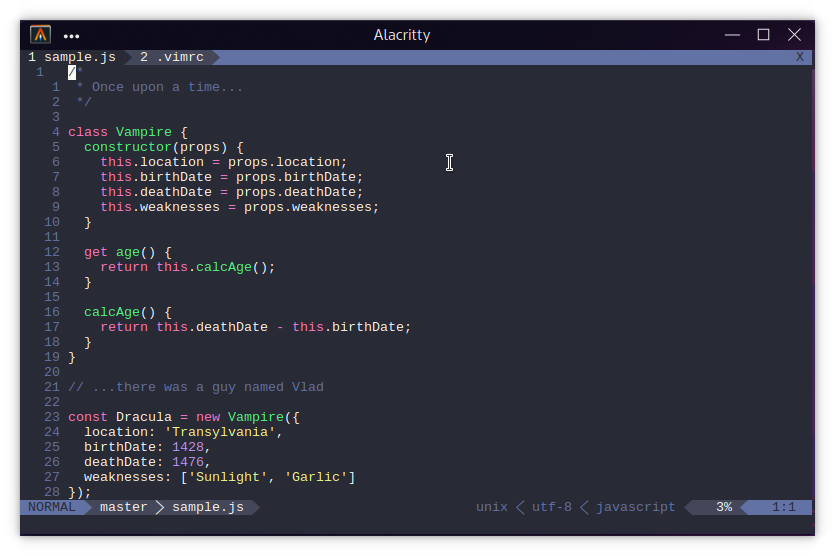 Alacritty
1 sample.js 2 .vimrc X
1 /*
1 * Once upon a time...
2 */
3
4 class Vampire {
5 constructor(props) {
6 this.location = props.location;
7 this.birthDate = props.birthDate;
8 this.deathDate = props.deathDate;
9 this.weaknesses = props.weaknesses;
10 }
11
12 get age() {
13 return this.calcAge();
14 }
15
16 calcAge() {
17 return this.deathDate - this.birthDate;
18 }
19 }
20
21 // ...there was a guy named Vlad
22
23 const Dracula = new Vampire({
24 location: 'Transylvania',
25 birthDate: 1428,
26 deathDate: 1476,
27 weaknesses: ['Sunlight', 'Garlic']
28 });
NORMAL master sample.js unix utf-8 javascript 3% 1:1